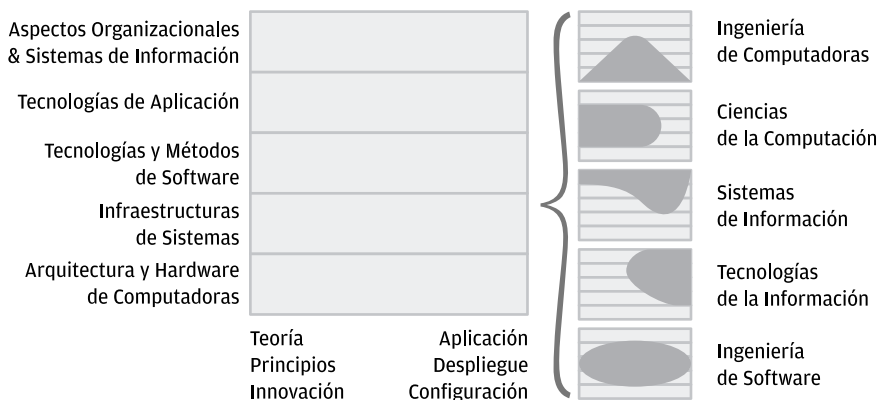 Aspectos Organizacionales
& Sistemas de Información
Tecnologías de Aplicación
Tecnologías y Métodos
de Software
Infraestructuras
de Sistemas
Arquitectura y Hardware
de Computadoras
Teoría
Principios
Innovación
Aplicación
Despliegue
Configuración
Ingeniería
de Computadoras
Ciencias
de la Computación
Sistemas
de Información
Tecnologías
de la Información
Ingeniería
de Software